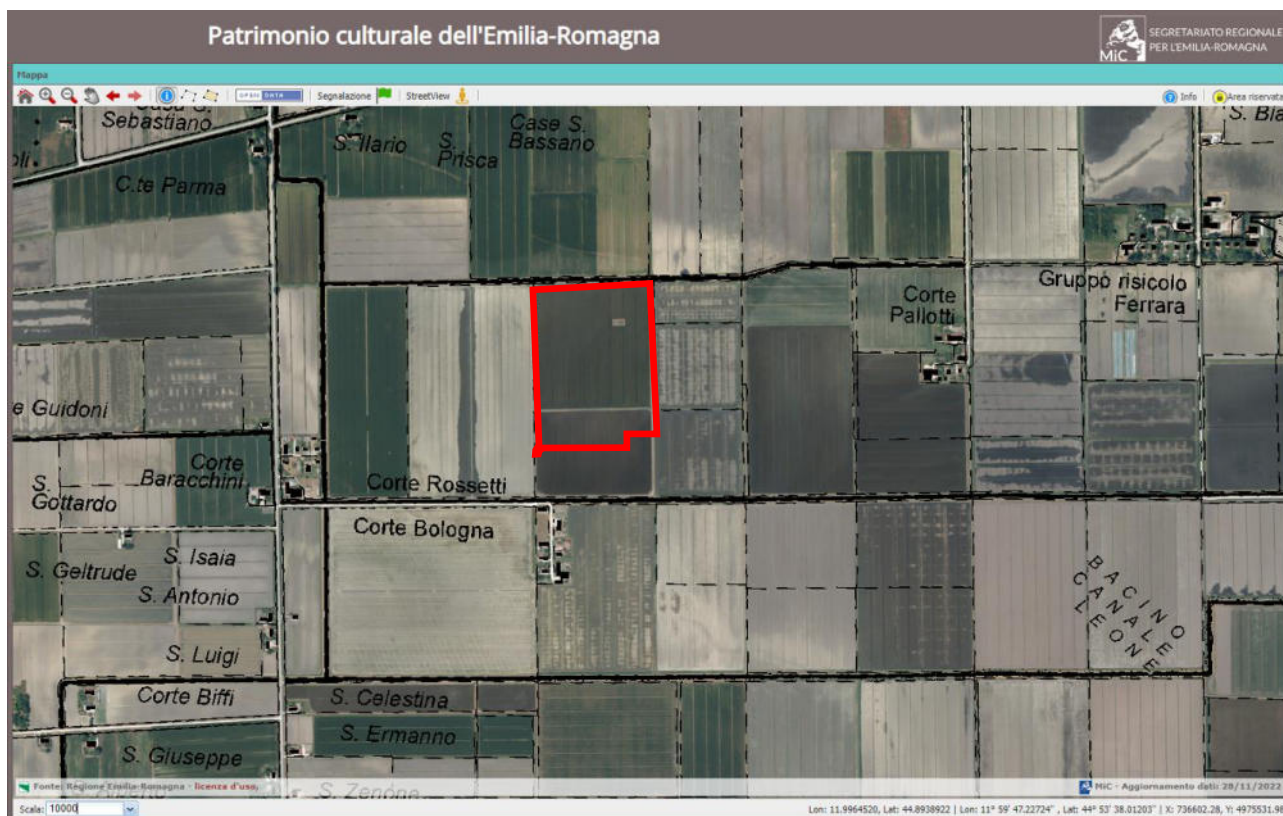 Patrimonio culturale dell'Emilia-Romagna
MiC
SEGRETARIATO REGIONALE
PER L'EMILIA-ROMAGNA
Mappa
OPEN DATA
Segnalazione
StreetView
Info
Area riservata
Sebastiano
S. Ilario
S.
Prisca
Case S.
Bassano
S. Bia
C.te Parma
Corte
Pallotti
Gruppo risicolo
Ferrara
e Guidoni
Corte
Baracchini
S.
Gottardo
Corte Rossetti
Corte Bologna
S. Isaia
S. Geltrude
S. Antonio
S. Luigi
BACINO
CANALE
LEONE
Corte Biffi
S. Celestina
S. Ermanno
S. Giuseppe
S. Zenone
Fonte: Regione Emilia-Romagna - licenza d'uso,
MiC - Aggiornamento dati: 28/11/2022
Scala: 10000
Lon: 11.9964520, Lat: 44.8938922 | Lon: 11° 59' 47.22724" , Lat: 44° 53' 38.01203" | X: 736602.28, Y: 4975531.98